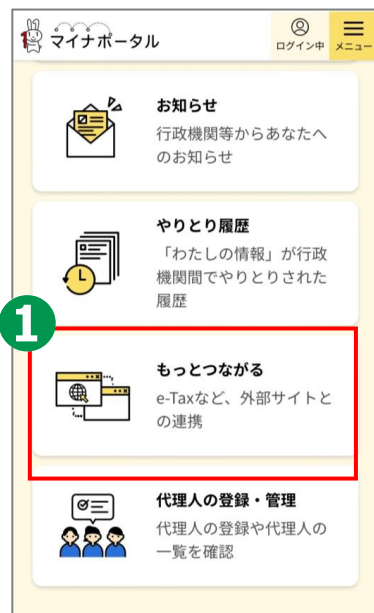 マイナポータル
ログイン中
メニュー
お知らせ
行政機関等からあなたへ
のお知らせ
やりとり履歴
「わたしの情報」が行政
機関間でやりとりされた
履歴
1
もっとつながる
e-Taxなど、外部サイトと
の連携
代理人の登録・管理
代理人の登録や代理人の
一覧を確認